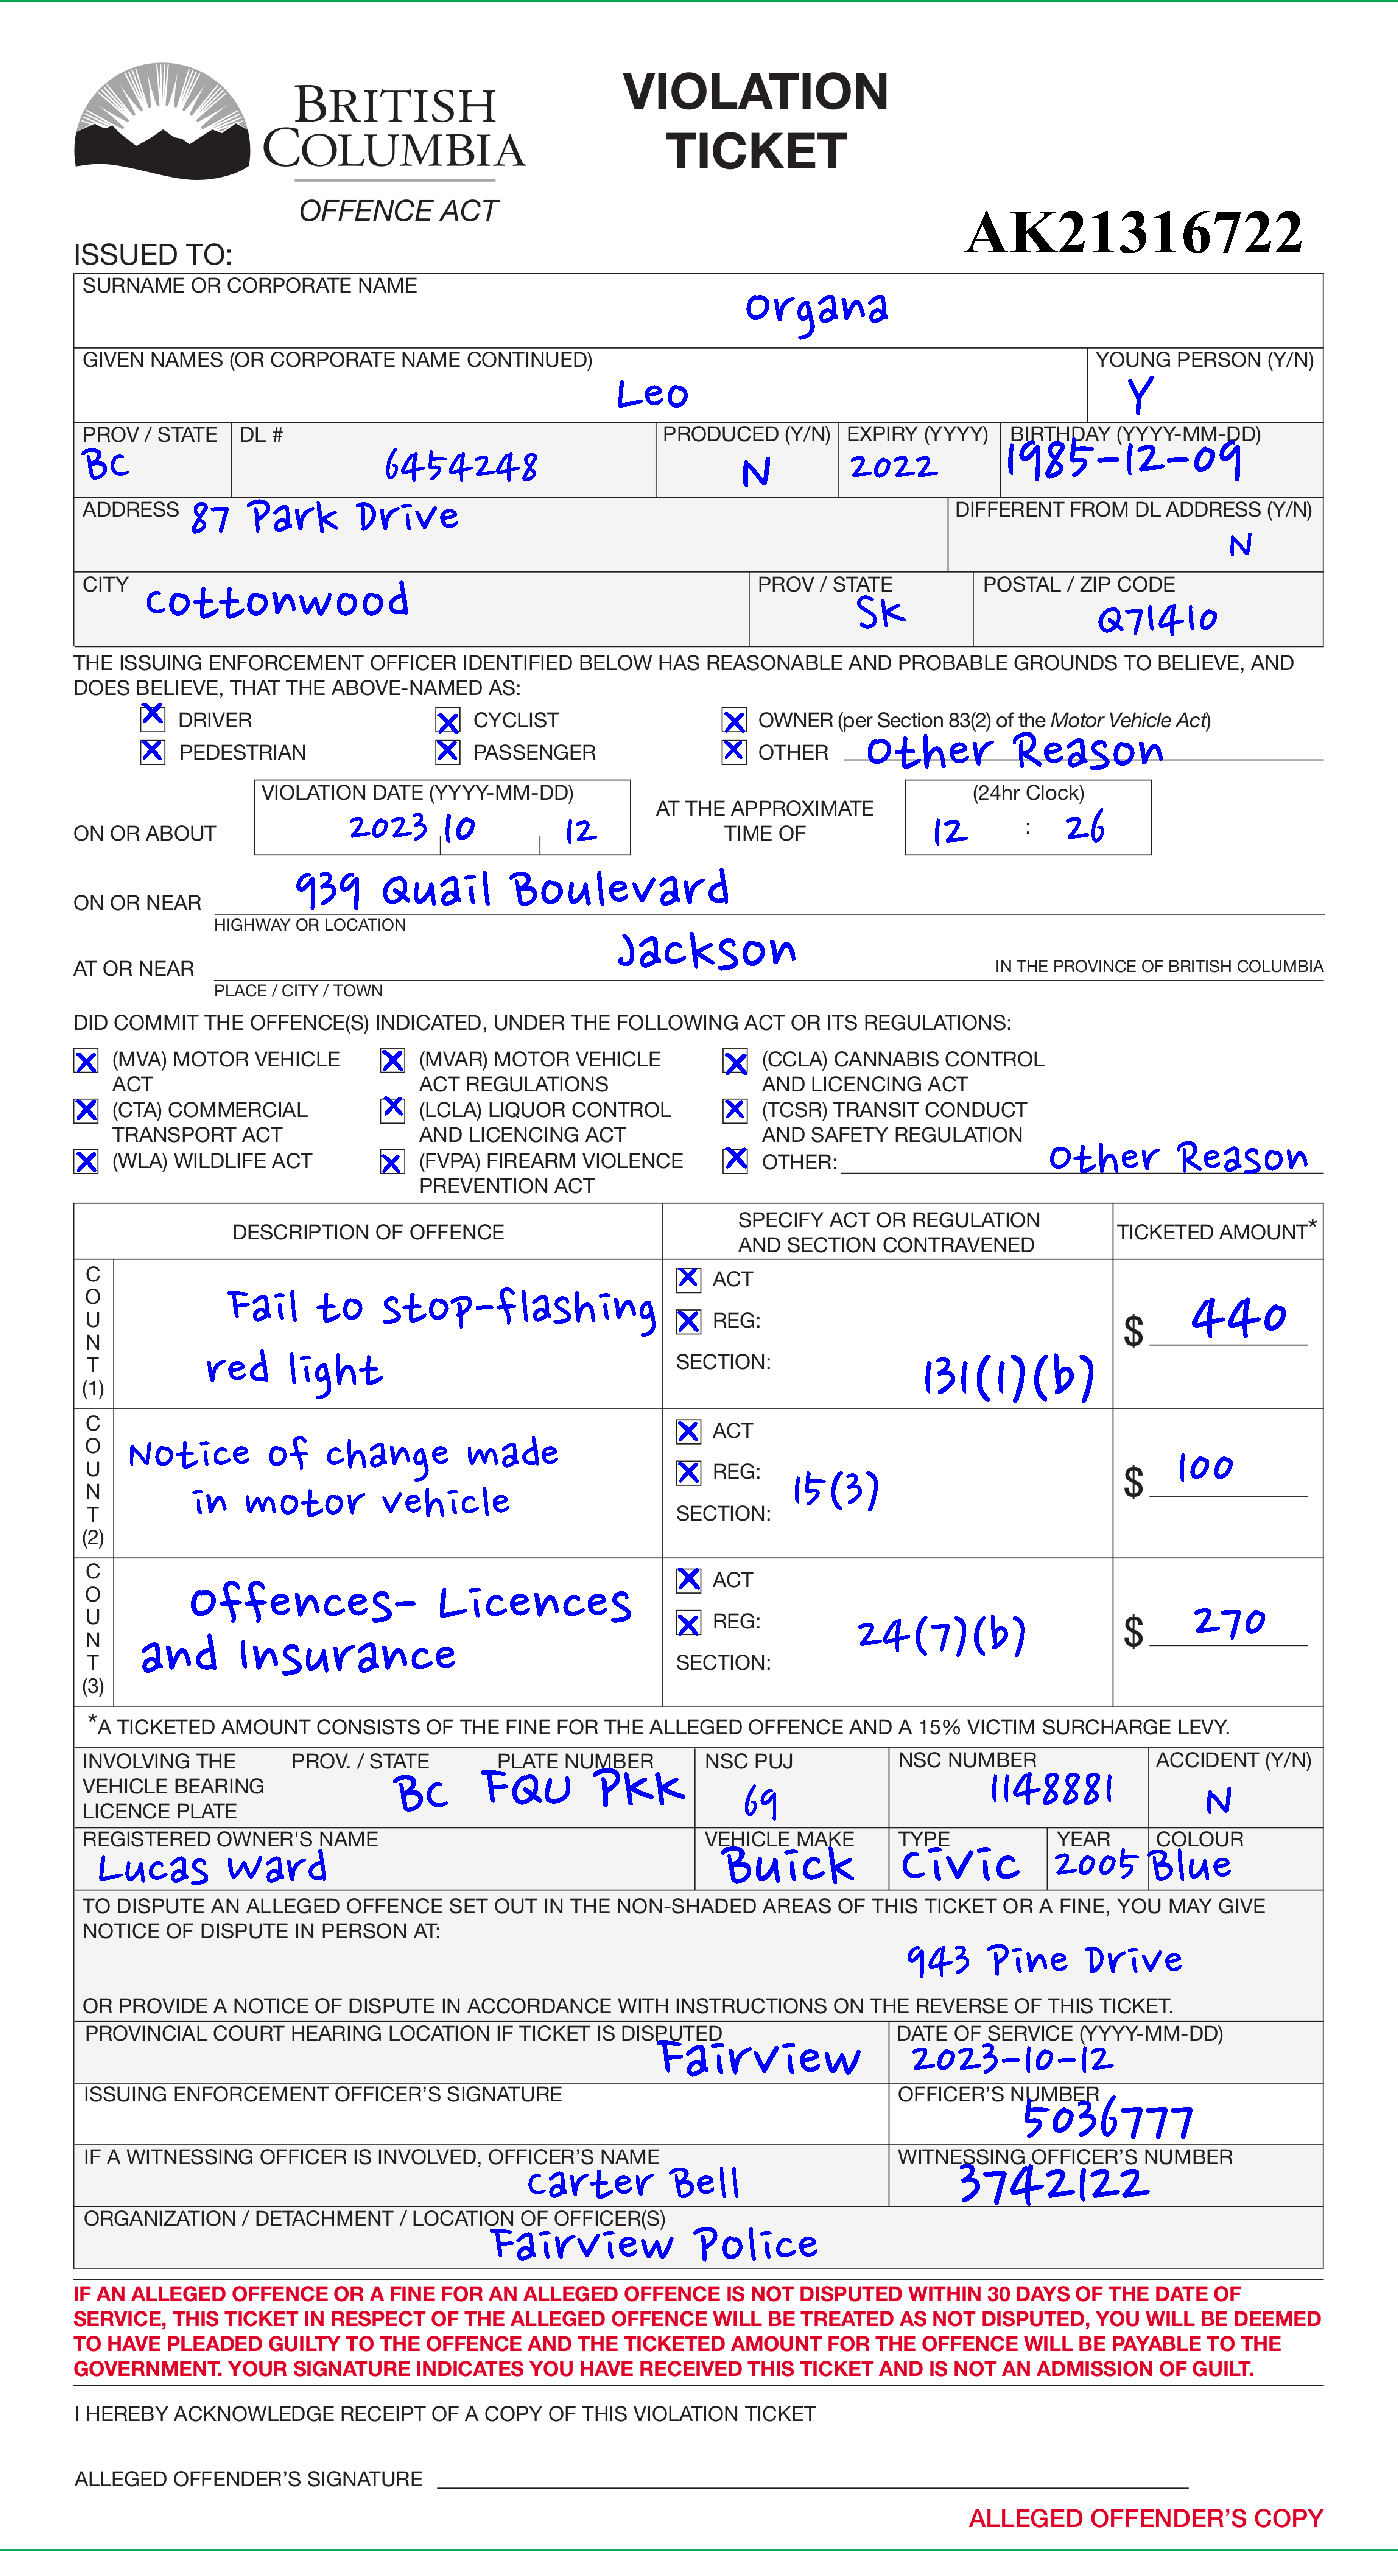 BRITISH
COLUMBIA
OFFENCE ACT
VIOLATION
TICKET
AK21316722
ISSUED TO:
SURNAME OR CORPORATE NAME
Organa
GIVEN NAMES (OR CORPORATE NAME CONTINUED) YOUNG PERSON (Y/N)
Leo Y
PROV / STATE DL # PRODUCED (Y/N) EXPIRY (YYYY) BIRTHDAY (YYYY-MM-DD)
BC 6454248 N 2022 1985-12-09
ADDRESS 87 Park Drive DIFFERENT FROM DL ADDRESS (Y/N)
N
CITY Cottonwood PROV / STATE POSTAL / ZIP CODE
SK Q71410
THE ISSUING ENFORCEMENT OFFICER IDENTIFIED BELOW HAS REASONABLE AND PROBABLE GROUNDS TO BELIEVE, AND
DOES BELIEVE, THAT THE ABOVE-NAMED AS:
DRIVER CYCLIST OWNER (per Section 83(2) of the Motor Vehicle Act)
PEDESTRIAN PASSENGER OTHER Other Reason
VIOLATION DATE (YYYY-MM-DD) (24hr Clock)
ON OR ABOUT 2023 10 12 AT THE APPROXIMATE
TIME OF 12 : 26
ON OR NEAR 939 Quail Boulevard
HIGHWAY OR LOCATION
AT OR NEAR Jackson IN THE PROVINCE OF BRITISH COLUMBIA
PLACE / CITY / TOWN
DID COMMIT THE OFFENCE(S) INDICATED, UNDER THE FOLLOWING ACT OR ITS REGULATIONS:
(MVA) MOTOR VEHICLE (MVAR) MOTOR VEHICLE (CCLA) CANNABIS CONTROL
ACT ACT REGULATIONS AND LICENCING ACT
(CTA) COMMERCIAL (LCLA) LIQUOR CONTROL (TCSR) TRANSIT CONDUCT
TRANSPORT ACT AND LICENCING ACT AND SAFETY REGULATION
(WLA) WILDLIFE ACT (FVPA) FIREARM VIOLENCE OTHER: Other Reason
PREVENTION ACT
DESCRIPTION OF OFFENCE SPECIFY ACT OR REGULATION
AND SECTION CONTRAVENED TICKETED AMOUNT*
COUNT (1)
Fail to stop-flashing
red light
ACT
REG:
SECTION: 131(1)(b)
$ 440
COUNT (2)
Notice of change made
in motor vehicle
ACT
REG: 15(3)
SECTION:
$ 100
COUNT (3)
Offences- Licences
and Insurance
ACT
REG: 24(7)(b)
SECTION:
$ 270
*A TICKETED AMOUNT CONSISTS OF THE FINE FOR THE ALLEGED OFFENCE AND A 15% VICTIM SURCHARGE LEVY.
INVOLVING THE
VEHICLE BEARING
LICENCE PLATE
PROV. / STATE PLATE NUMBER NSC PUJ NSC NUMBER ACCIDENT (Y/N)
BC FQU PKK 69 1148881 N
REGISTERED OWNER'S NAME VEHICLE MAKE TYPE YEAR COLOUR
Lucas Ward Buick Civic 2005 Blue
TO DISPUTE AN ALLEGED OFFENCE SET OUT IN THE NON-SHADED AREAS OF THIS TICKET OR A FINE, YOU MAY GIVE
NOTICE OF DISPUTE IN PERSON AT:
943 Pine Drive
OR PROVIDE A NOTICE OF DISPUTE IN ACCORDANCE WITH INSTRUCTIONS ON THE REVERSE OF THIS TICKET.
PROVINCIAL COURT HEARING LOCATION IF TICKET IS DISPUTED DATE OF SERVICE (YYYY-MM-DD)
Fairview 2023-10-12
ISSUING ENFORCEMENT OFFICER'S SIGNATURE OFFICER'S NUMBER
5036777
IF A WITNESSING OFFICER IS INVOLVED, OFFICER'S NAME WITNESSING OFFICER'S NUMBER
Carter Bell 3742122
ORGANIZATION / DETACHMENT / LOCATION OF OFFICER(S)
Fairview Police
IF AN ALLEGED OFFENCE OR A FINE FOR AN ALLEGED OFFENCE IS NOT DISPUTED WITHIN 30 DAYS OF THE DATE OF
SERVICE, THIS TICKET IN RESPECT OF THE ALLEGED OFFENCE WILL BE TREATED AS NOT DISPUTED, YOU WILL BE DEEMED
TO HAVE PLEADED GUILTY TO THE OFFENCE AND THE TICKETED AMOUNT FOR THE OFFENCE WILL BE PAYABLE TO THE
GOVERNMENT. YOUR SIGNATURE INDICATES YOU HAVE RECEIVED THIS TICKET AND IS NOT AN ADMISSION OF GUILT.
I HEREBY ACKNOWLEDGE RECEIPT OF A COPY OF THIS VIOLATION TICKET
ALLEGED OFFENDER'S SIGNATURE
ALLEGED OFFENDER'S COPY